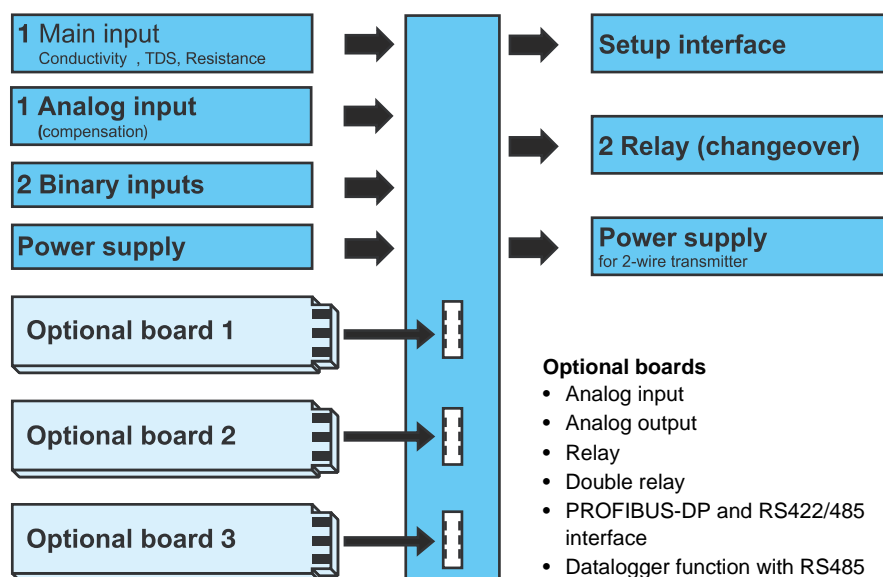 1 Main input
Conductivity , TDS, Resistance
1 Analog input
(compensation)
2 Binary inputs
Power supply
Optional board 1
Optional board 2
Optional board 3
Setup interface
2 Relay (changeover)
Power supply
for 2-wire transmitter
Optional boards
• Analog input
• Analog output
• Relay
• Double relay
• PROFIBUS-DP and RS422/485
interface
• Datalogger function with RS485